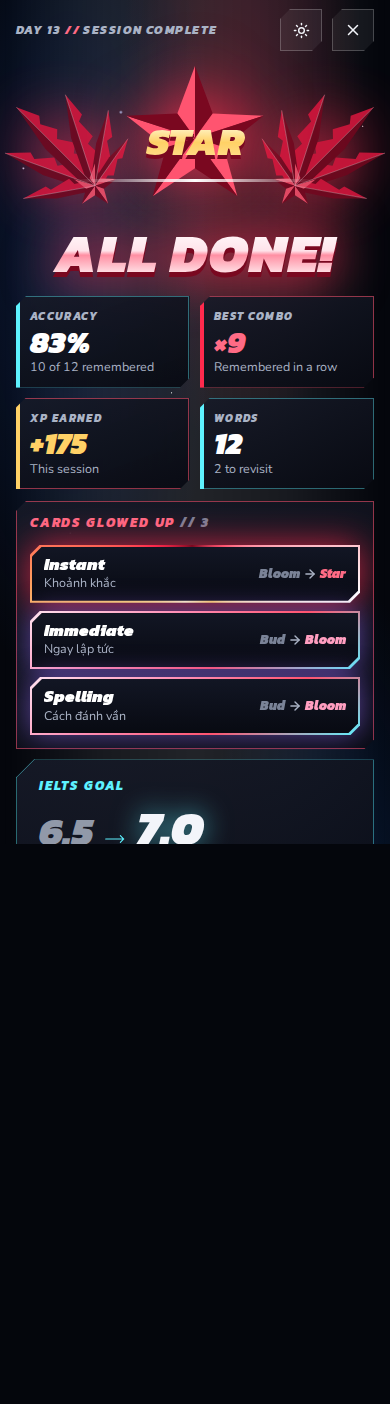 DAY 13 // SESSION COMPLETE
STAR
ALL DONE!
ACCURACY
83%
10 of 12 remembered
BEST COMBO
×9
Remembered in a row
XP EARNED
+175
This session
WORDS
12
2 to revisit
CARDS GLOWED UP // 3
Instant
Khoảnh khắc
Bloom → Star
Immediate
Ngay lập tức
Bud → Bloom
Spelling
Cách đánh vần
Bud → Bloom
IELTS GOAL
6.5 → 7.0